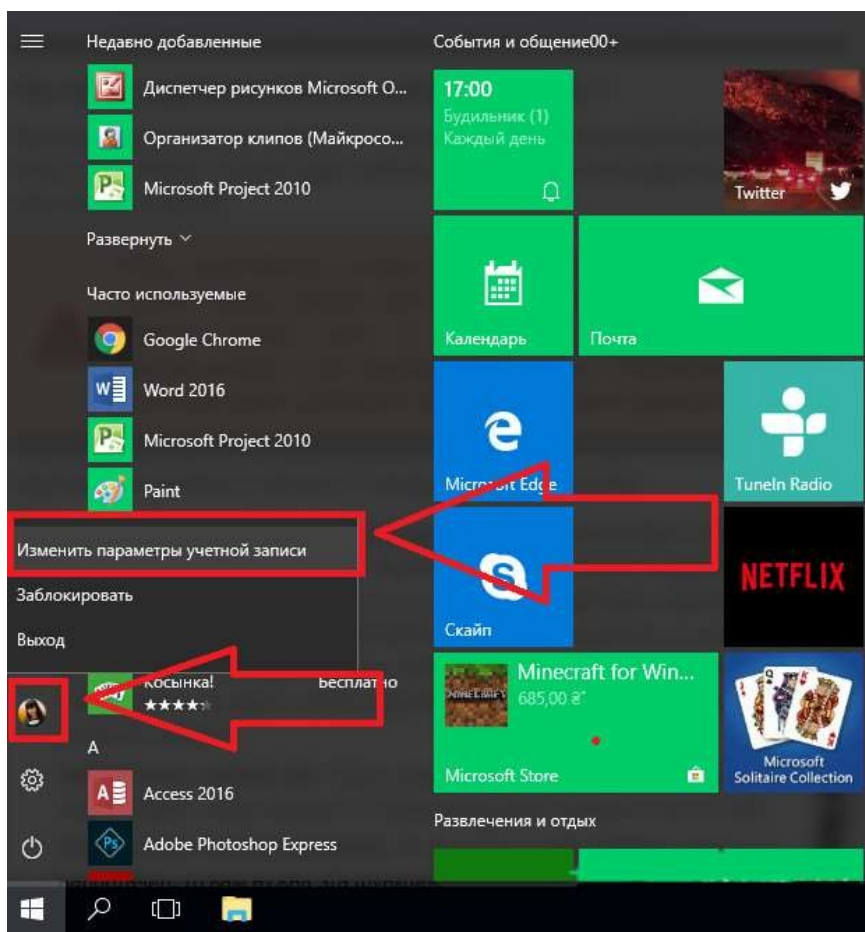 Недавно добавленные
Диспетчер рисунков Microsoft O...
Организатор клипов (Майкросо...
Microsoft Project 2010
Развернуть
Часто используемые
Google Chrome
Word 2016
Microsoft Project 2010
Paint
Изменить параметры учетной записи
Заблокировать
Выход
Косынка!
Бесплатно
А
Access 2016
Adobe Photoshop Express
События и общение00+
17:00
Будильник (1)
Каждый день
Twitter
Календарь
Почта
Microsoft Edge
TuneIn Radio
Скайп
NETFLIX
Minecraft for Win...
685,00 ₴
Microsoft Store
Microsoft
Solitaire Collection
Развлечения и отдых